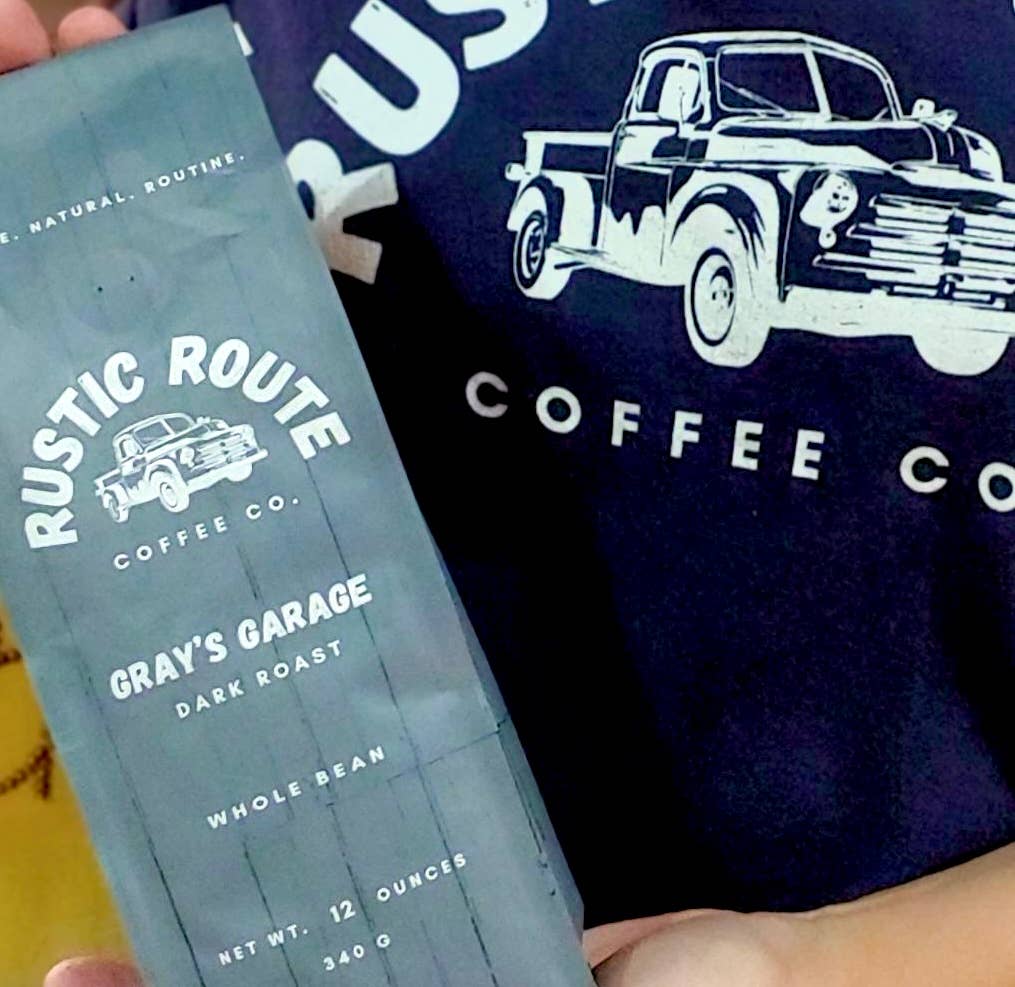 NATURAL. ROUTINE.
RUSTIC ROUTE
COFFEE CO.
GRAY'S GARAGE
DARK ROAST
WHOLE BEAN
NET WT. 12 OUNCES
340 G
RUS
COFFEE CO